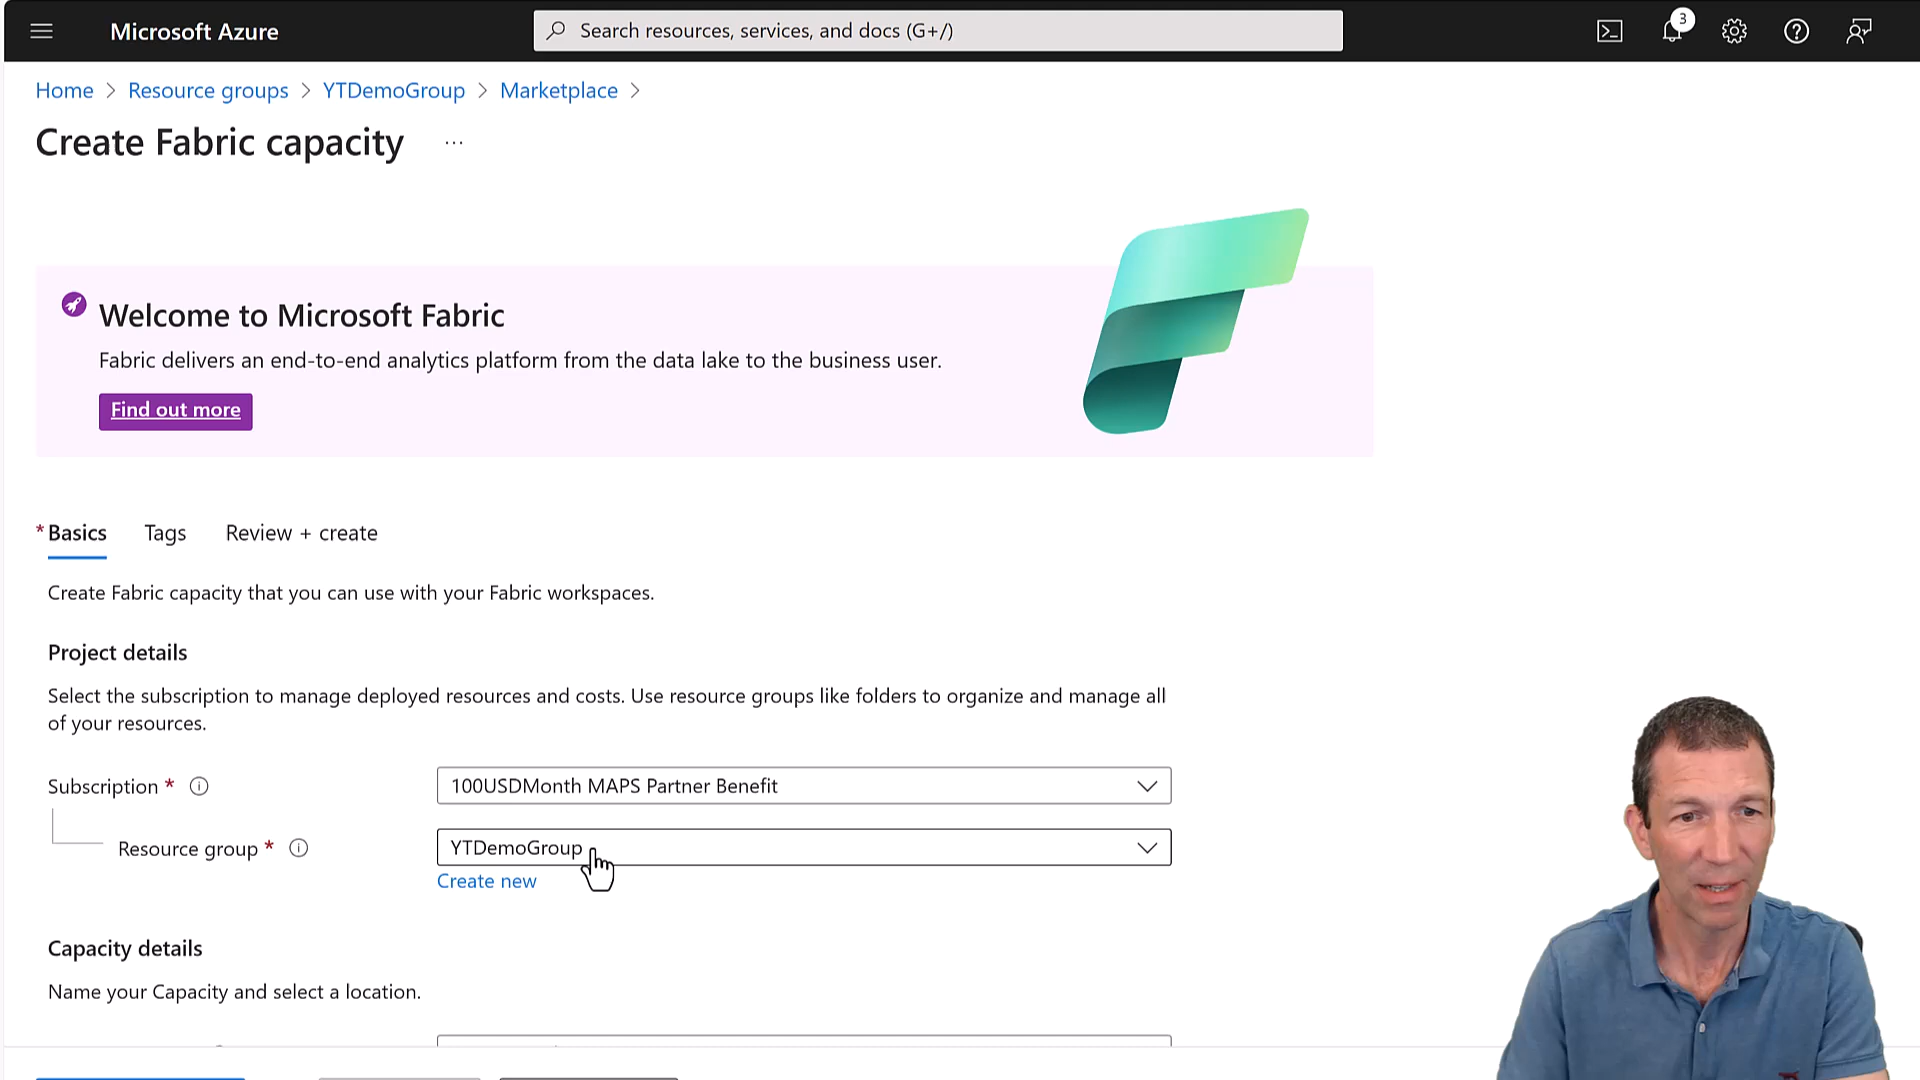 Microsoft Azure
Search resources, services, and docs (G+/)
3
Home > Resource groups > YTDemoGroup > Marketplace >
Create Fabric capacity ...
Welcome to Microsoft Fabric
Fabric delivers an end-to-end analytics platform from the data lake to the business user.
Find out more
* Basics Tags Review + create
Create Fabric capacity that you can use with your Fabric workspaces.
Project details
Select the subscription to manage deployed resources and costs. Use resource groups like folders to organize and manage all
of your resources.
Subscription * 100USDMonth MAPS Partner Benefit
Resource group * YTDemoGroup
Create new
Capacity details
Name your Capacity and select a location.